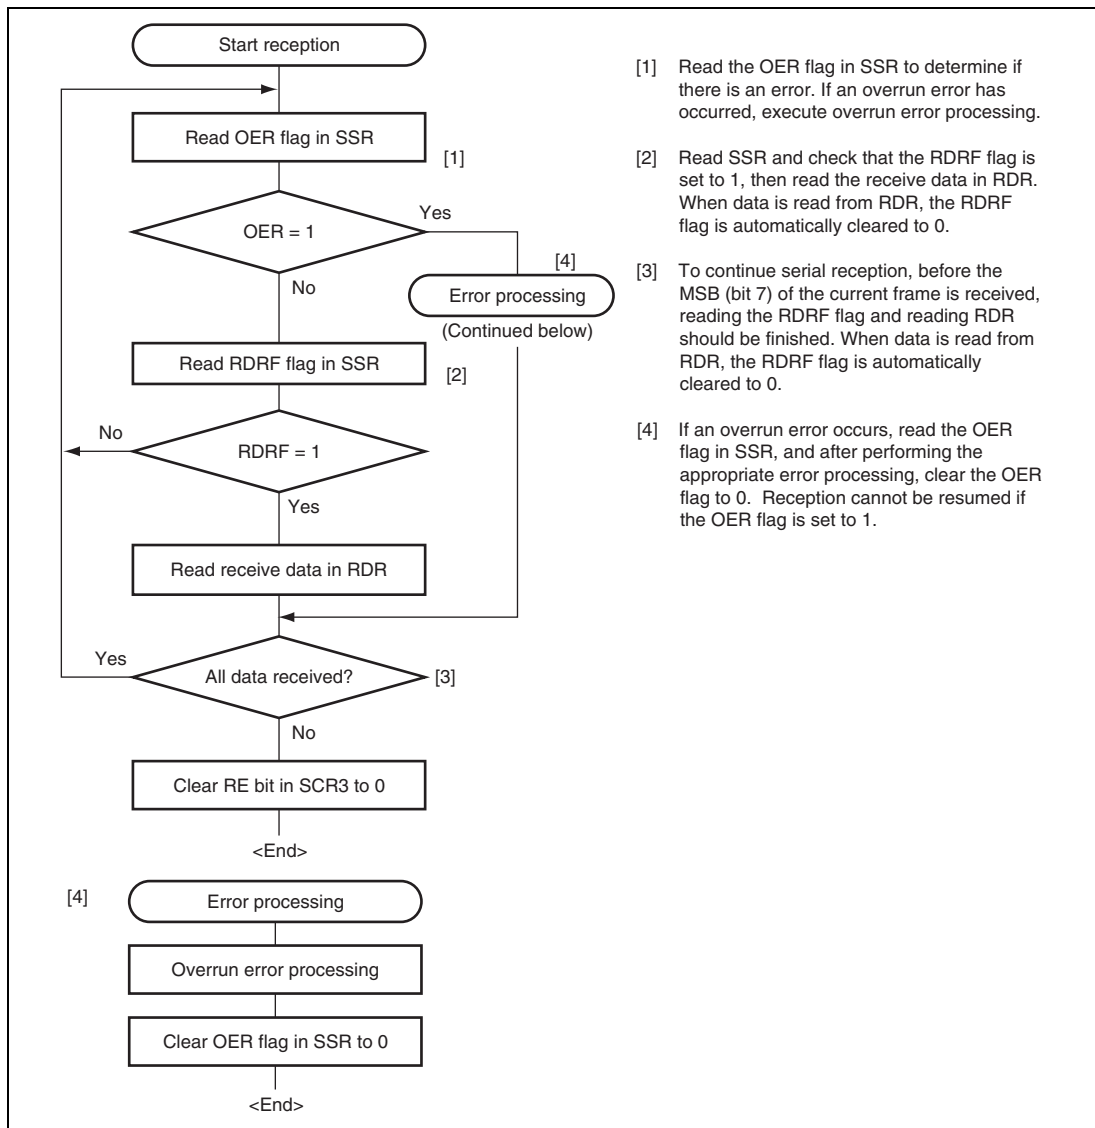 Start reception
Read OER flag in SSR
[1]
OER = 1
Yes
No
[4]
Error processing
(Continued below)
Read RDRF flag in SSR
[2]
No
RDRF = 1
Yes
Read receive data in RDR
Yes
All data received?
[3]
No
Clear RE bit in SCR3 to 0
<End>
[4]
Error processing
Overrun error processing
Clear OER flag in SSR to 0
<End>
[1] Read the OER flag in SSR to determine if
there is an error. If an overrun error has
occurred, execute overrun error processing.
[2] Read SSR and check that the RDRF flag is
set to 1, then read the receive data in RDR.
When data is read from RDR, the RDRF
flag is automatically cleared to 0.
[3] To continue serial reception, before the
MSB (bit 7) of the current frame is received,
reading the RDRF flag and reading RDR
should be finished. When data is read from
RDR, the RDRF flag is automatically
cleared to 0.
[4] If an overrun error occurs, read the OER
flag in SSR, and after performing the
appropriate error processing, clear the OER
flag to 0.  Reception cannot be resumed if
the OER flag is set to 1.